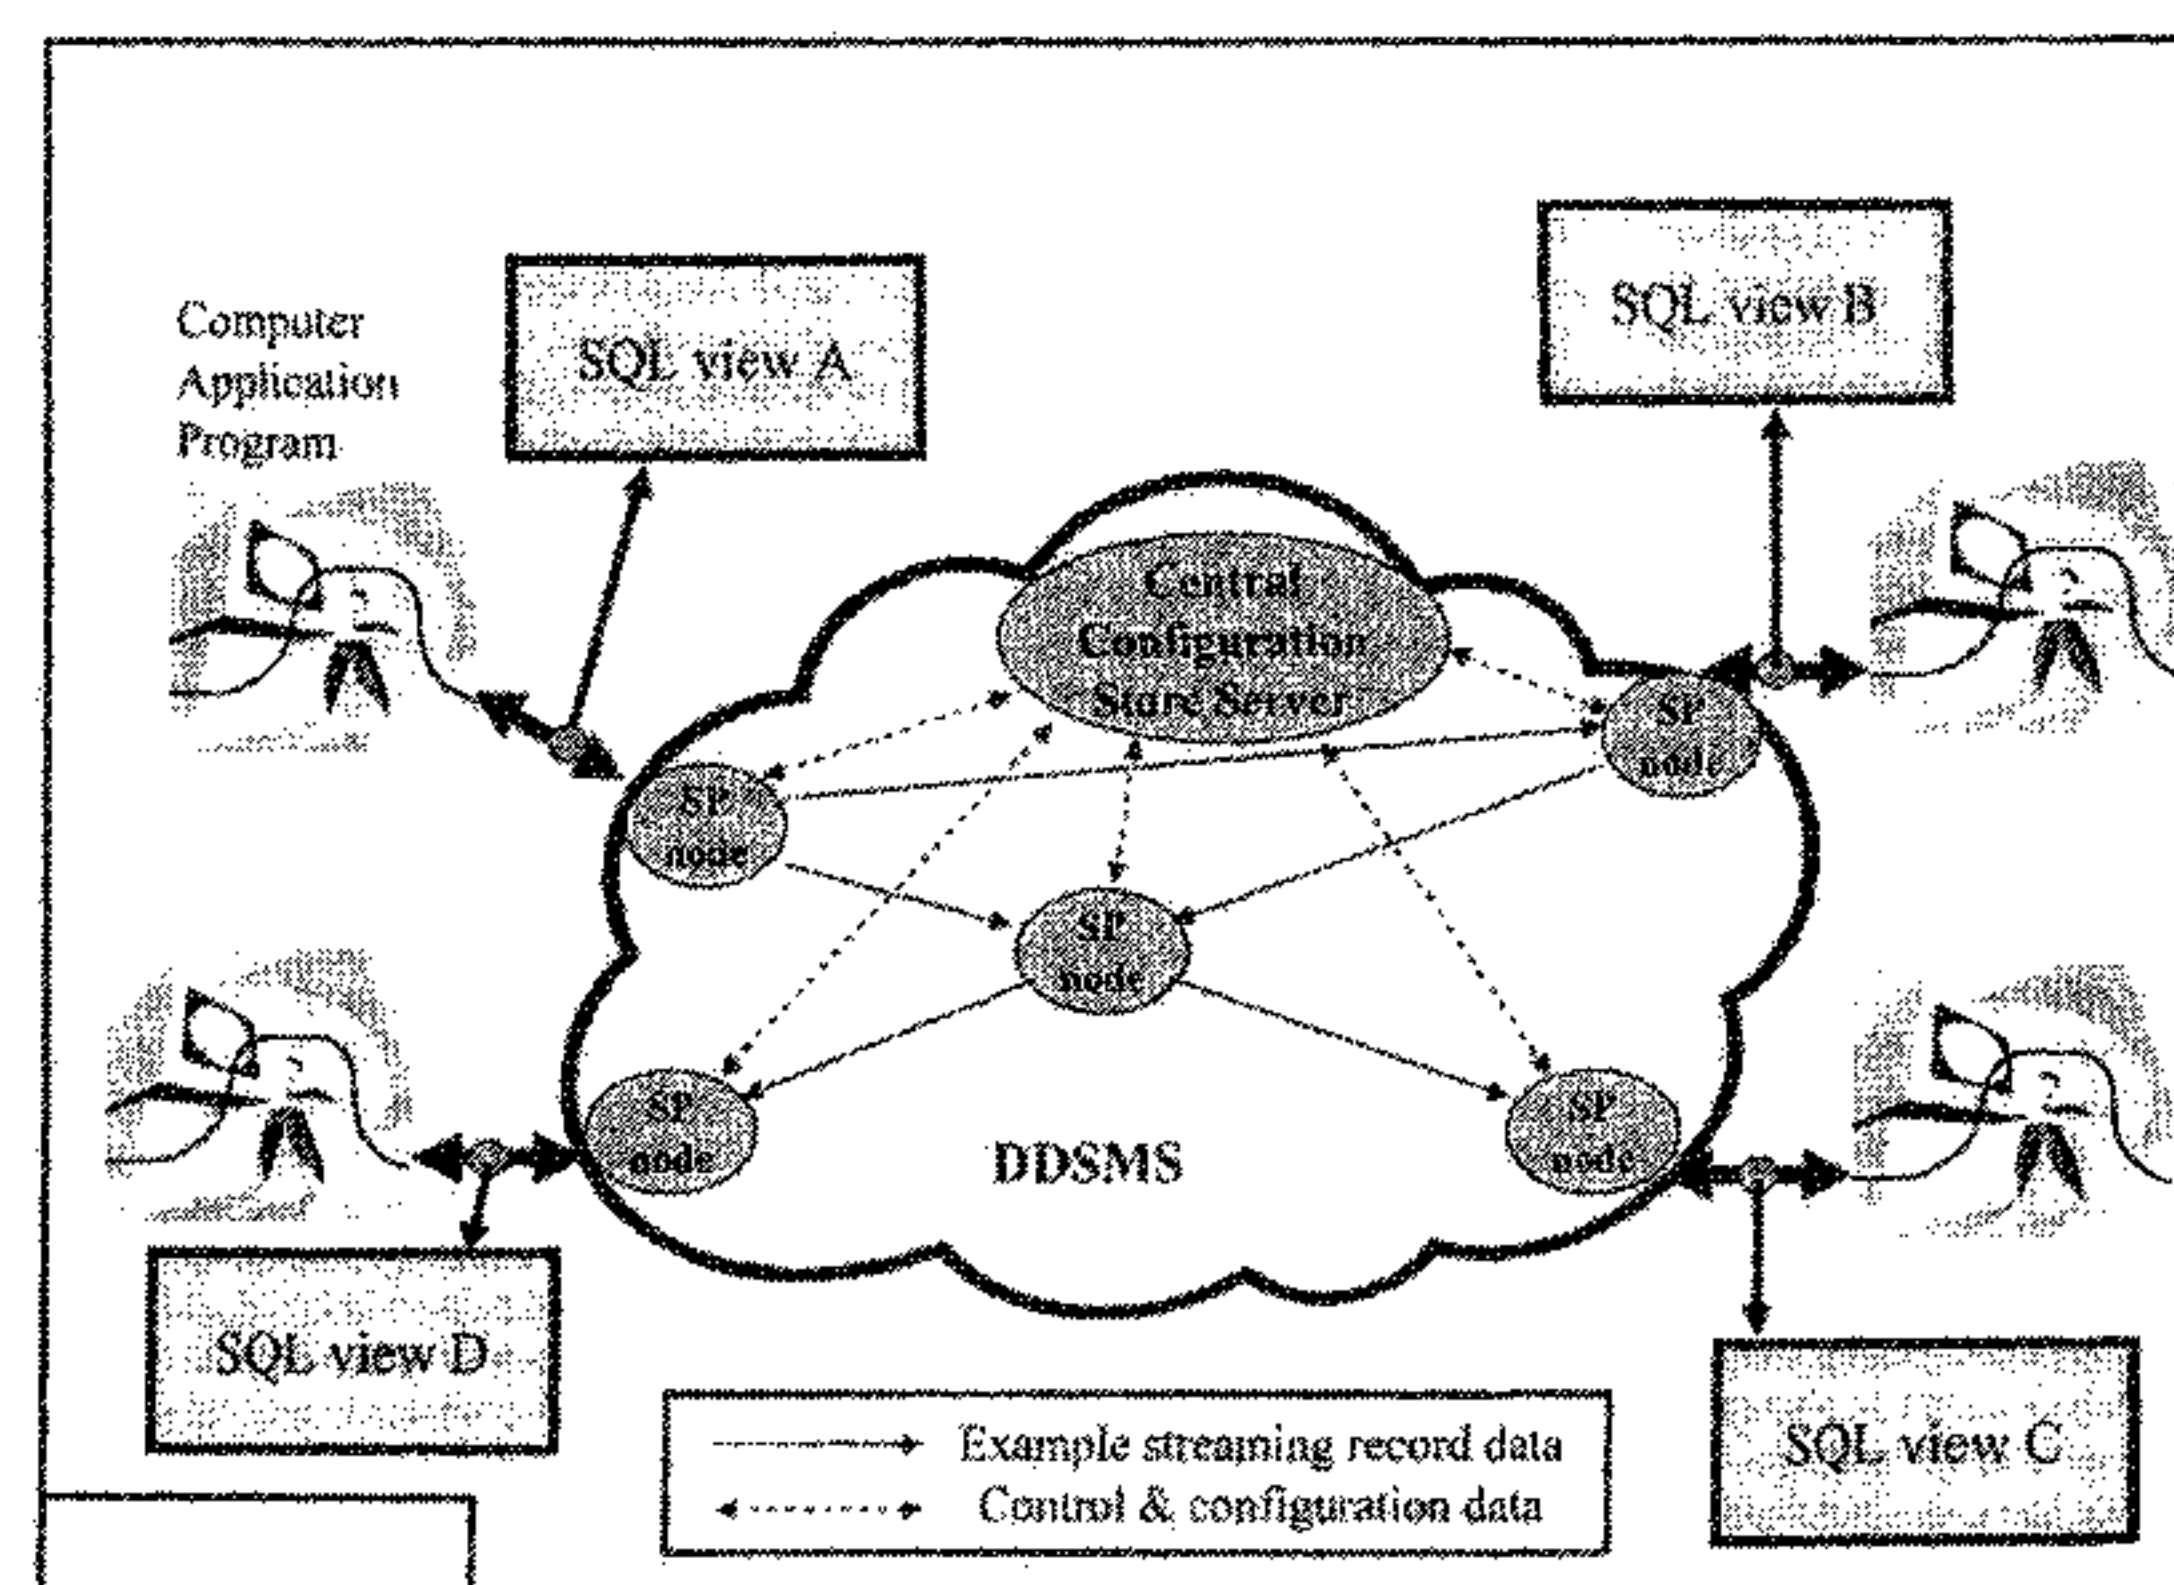 Computer
Application
Program
SQL view A
SQL view B
Central
Configuration
Store Server
SP
node
SP
node
SP
node
SP
node
SP
node
DDSMS
SQL view D
SQL view C
Example streaming record data
Control & configuration data